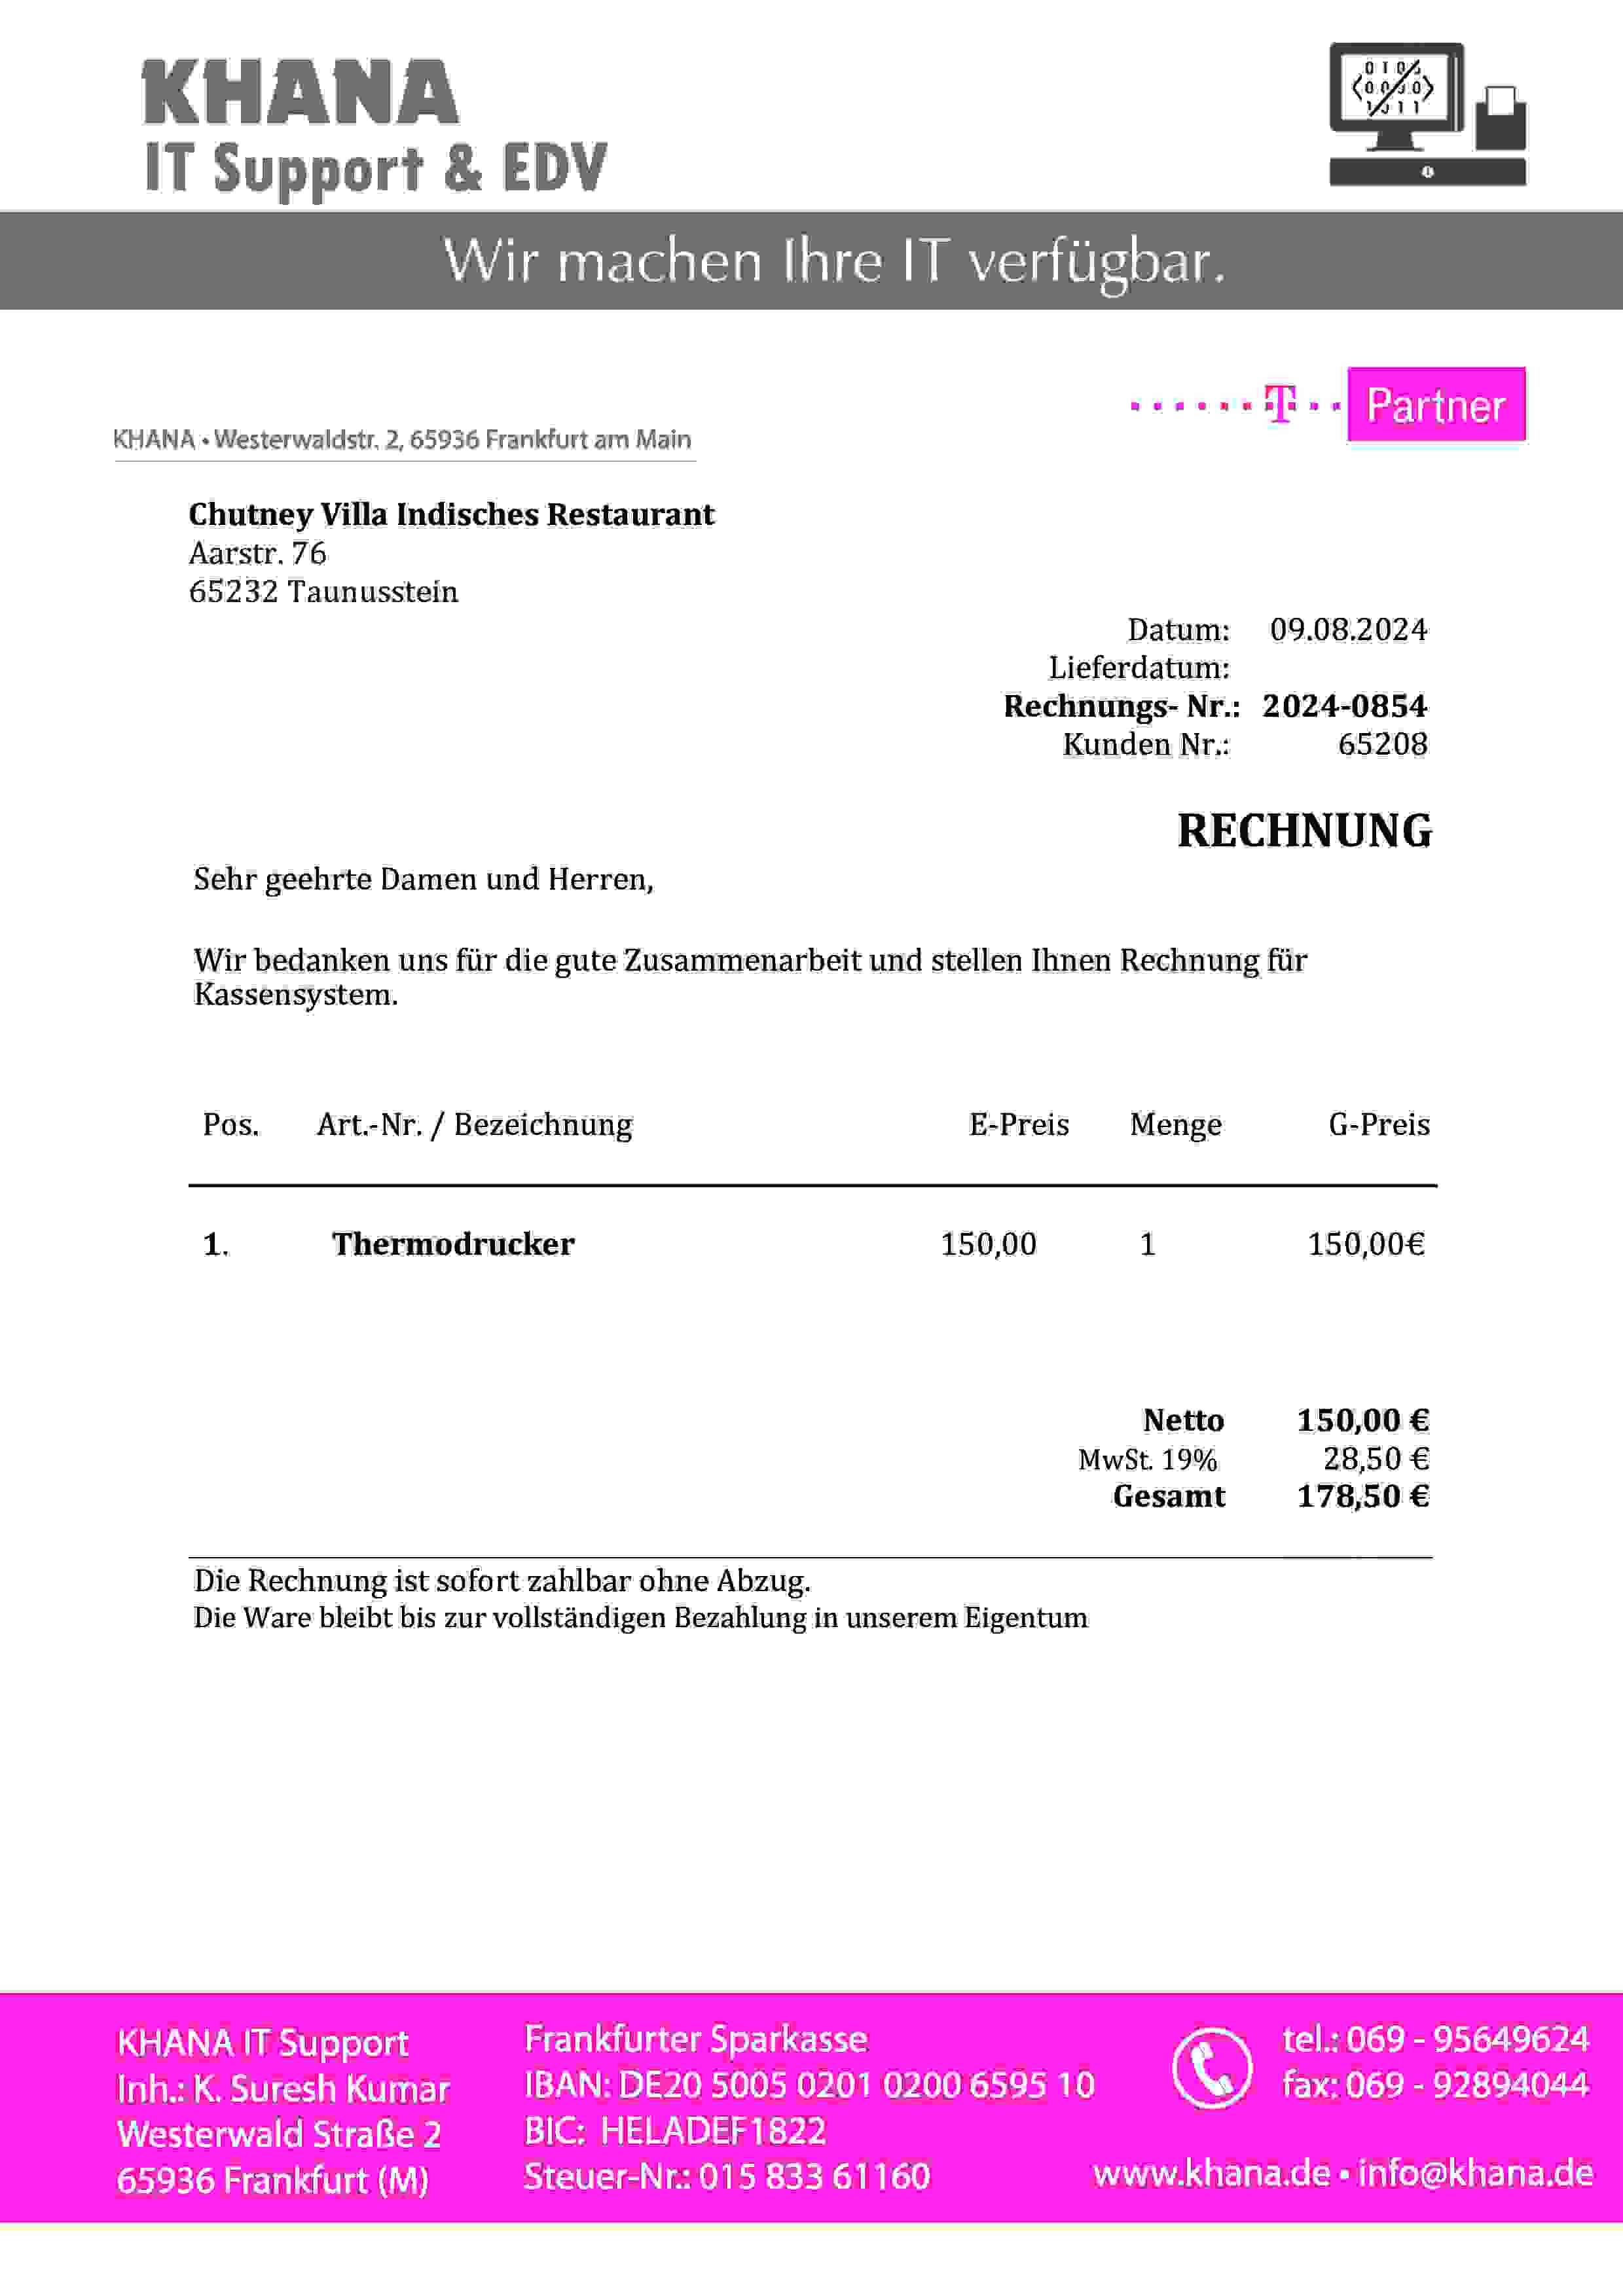 KHANA
IT Support & EDV
Wir machen Ihre IT verfügbar.
T Partner
KHANA • Westerwaldstr. 2, 65936 Frankfurt am Main
Chutney Villa Indisches Restaurant
Aarstr. 76
65232 Taunusstein
Datum: 09.08.2024
Lieferdatum:
Rechnungs- Nr.: 2024-0854
Kunden Nr.: 65208
RECHNUNG
Sehr geehrte Damen und Herren,
Wir bedanken uns für die gute Zusammenarbeit und stellen Ihnen Rechnung für
Kassensystem.
Pos. Art.-Nr. / Bezeichnung E-Preis Menge G-Preis
1. Thermodrucker 150,00 1 150,00€
Netto 150,00 €
MwSt. 19% 28,50 €
Gesamt 178,50 €
Die Rechnung ist sofort zahlbar ohne Abzug.
Die Ware bleibt bis zur vollständigen Bezahlung in unserem Eigentum
KHANA IT Support
Inh.: K. Suresh Kumar
Westerwald Straße 2
65936 Frankfurt (M)
Frankfurter Sparkasse
IBAN: DE20 5005 0201 0200 6595 10
BIC: HELADEF1822
Steuer-Nr.: 015 833 61160
tel.: 069 - 95649624
fax: 069 - 92894044
www.khana.de • info@khana.de